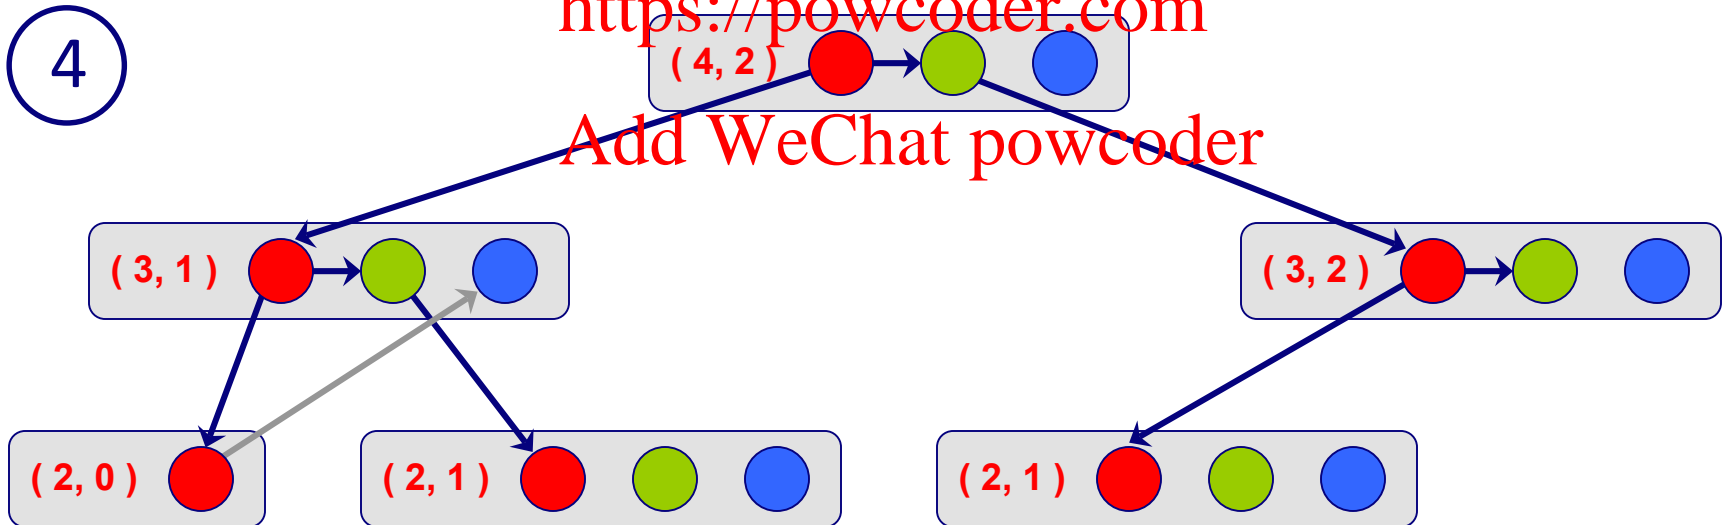 https://powcoder.com
4
( 4, 2 )
Add WeChat powcoder
( 3, 1 )
( 3, 2 )
( 2, 0 )
( 2, 1 )
( 2, 1 )